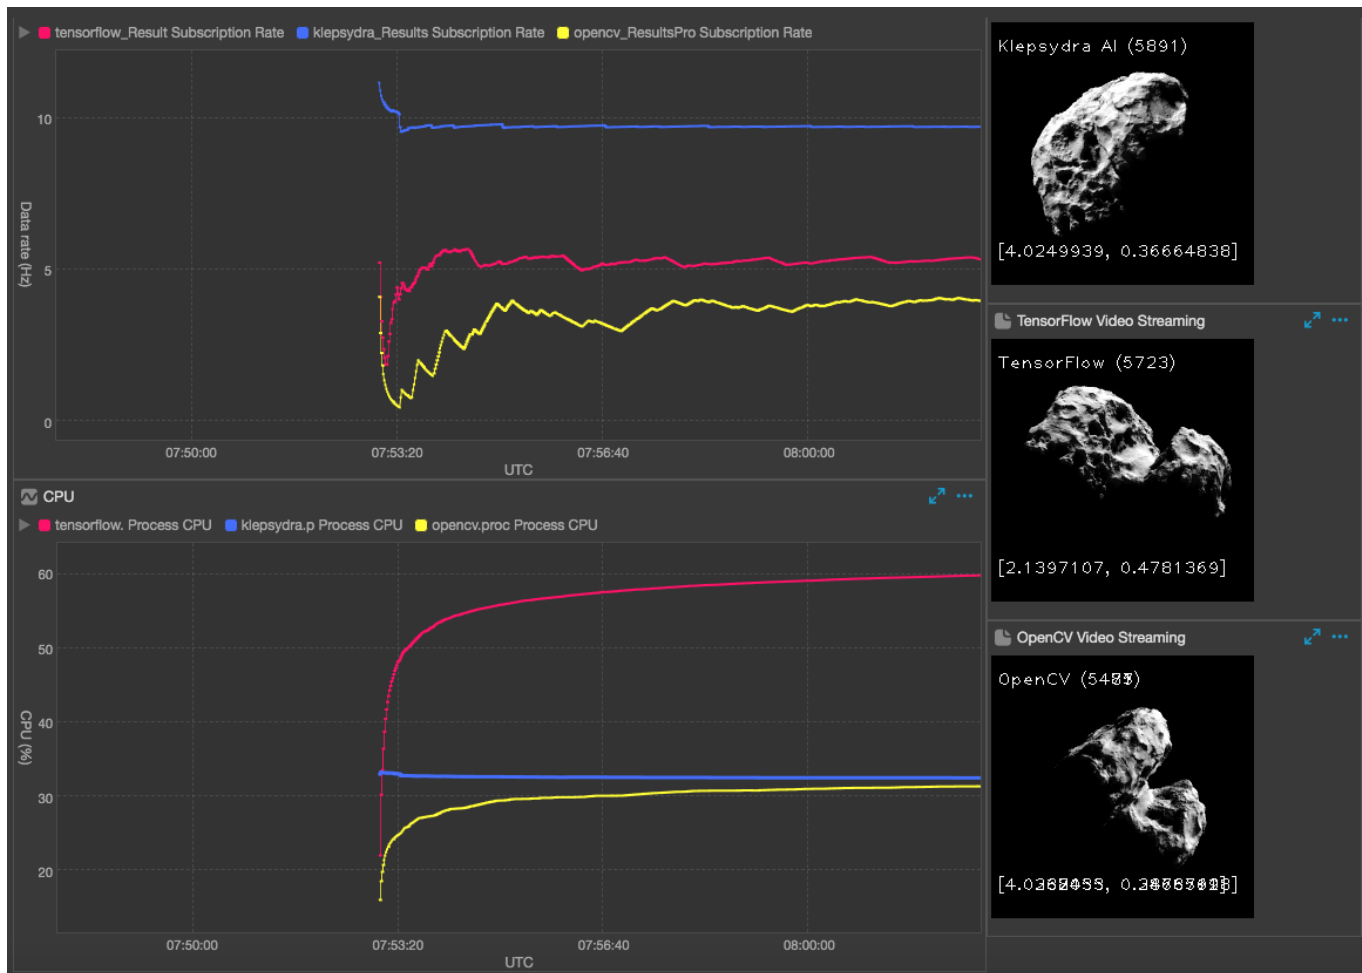 tensorflow_Result Subscription Rate klepsydra_Results Subscription Rate opencv_ResultsPro Subscription Rate
Data rate (Hz)
10
5
0
07:50:00 07:53:20 07:56:40 08:00:00
UTC
CPU
tensorflow. Process CPU klepsydra.p Process CPU opencv.proc Process CPU
CPU (%)
60
50
40
30
20
07:50:00 07:53:20 07:56:40 08:00:00
UTC
Klepsydra AI (5891)
[4.0249939, 0.36664838]
TensorFlow Video Streaming
TensorFlow (5723)
[2.1397107, 0.4781369]
OpenCV Video Streaming
OpenCV